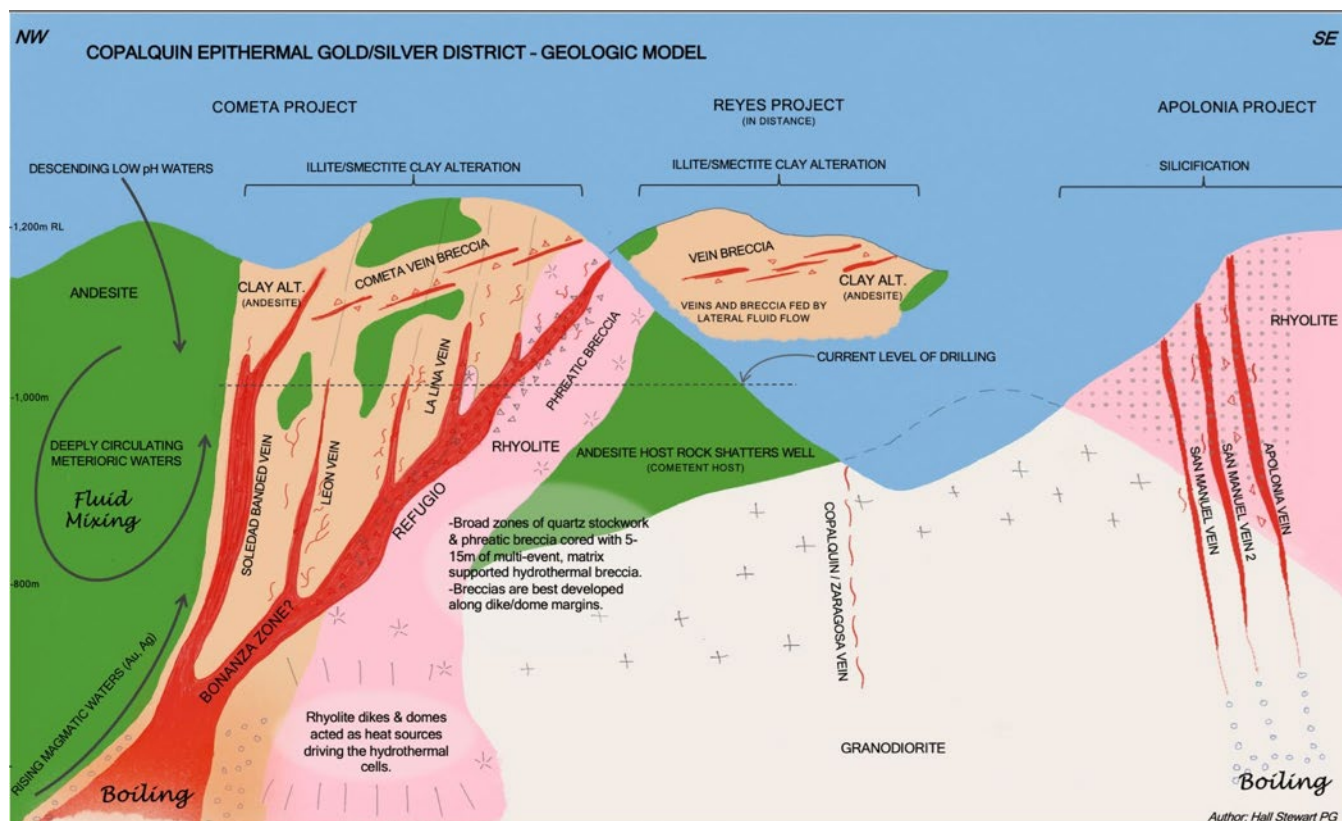 NW
SE
COPALQUIN EPITHERMAL GOLD/SILVER DISTRICT - GEOLOGIC MODEL
COMETA PROJECT
REYES PROJECT
(IN DISTANCE)
APOLONIA PROJECT
DESCENDING LOW pH WATERS
ILLITE/SMECTITE CLAY ALTERATION
ILLITE/SMECTITE CLAY ALTERATION
SILICIFICATION
1,200m RL
ANDESITE
CLAY ALT.
(ANDESITE)
COMETA VEIN BRECCIA
VEIN BRECCIA
CLAY ALT.
(ANDESITE)
VEINS AND BRECCIA FED BY
LATERAL FLUID FLOW
RHYOLITE
CURRENT LEVEL OF DRILLING
1,000m
LA LINA VEIN
PHREATIC BRECCIA
RHYOLITE
DEEPLY CIRCULATING
METERIORIC WATERS
Fluid
Mixing
SOLEDAD BANDED VEIN
LEON VEIN
REFUGIO
ANDESITE HOST ROCK SHATTERS WELL
(COMETENT HOST)
-Broad zones of quartz stockwork
& phreatic breccia cored with 5-
15m of multi-event, matrix
supported hydrothermal breccia.
-Breccias are best developed
along dike/dome margins.
COPALQUIN / ZARAGOSA VEIN
SAN MANUEL VEIN
SAN MANUEL VEIN 2
APOLONIA VEIN
800m
BONANZA ZONE?
RISING MAGMATIC WATERS (Au, Ag)
Rhyolite dikes & domes
acted as heat sources
driving the hydrothermal
cells.
GRANODIORITE
Boiling
Boiling
Author: Hall Stewart PG